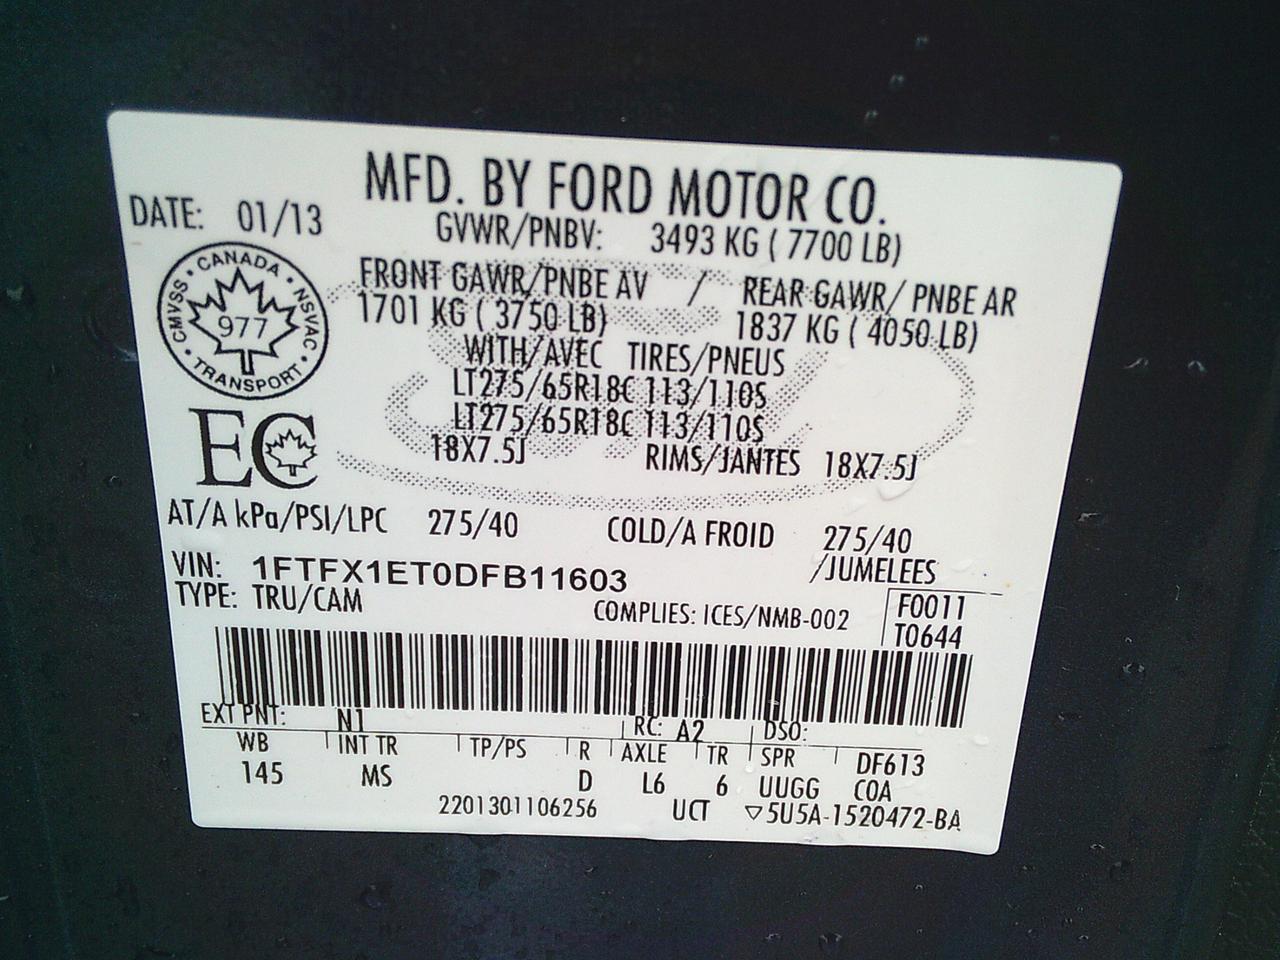 MFD. BY FORD MOTOR CO.
DATE: 01/13
GVWR/PNBV: 3493 KG ( 7700 LB)
FRONT GAWR/PNBE AV / REAR GAWR/ PNBE AR
1701 KG ( 3750 LB) 1837 KG ( 4050 LB)
WITH/AVEC TIRES/PNEUS
LT275/65R18C 113/110S
LT275/65R18C 113/110S
18X7.5J RIMS/JANTES 18X7.5J
CANADA · NSVAC · TRANSPORT · CMVSS ·
977
EC
AT/A kPa/PSI/LPC 275/40 COLD/A FROID 275/40
/JUMELEES
VIN: 1FTFX1ET0DFB11603
TYPE: TRU/CAM COMPLIES: ICES/NMB-002
F0011
T0644
EXT PNT: N1 RC: A2 DSO:
WB INT TR TP/PS R AXLE TR SPR DF613
145 MS D L6 6 UUGG COA
2201301106256 UCT ▽5U5A-1520472-BA